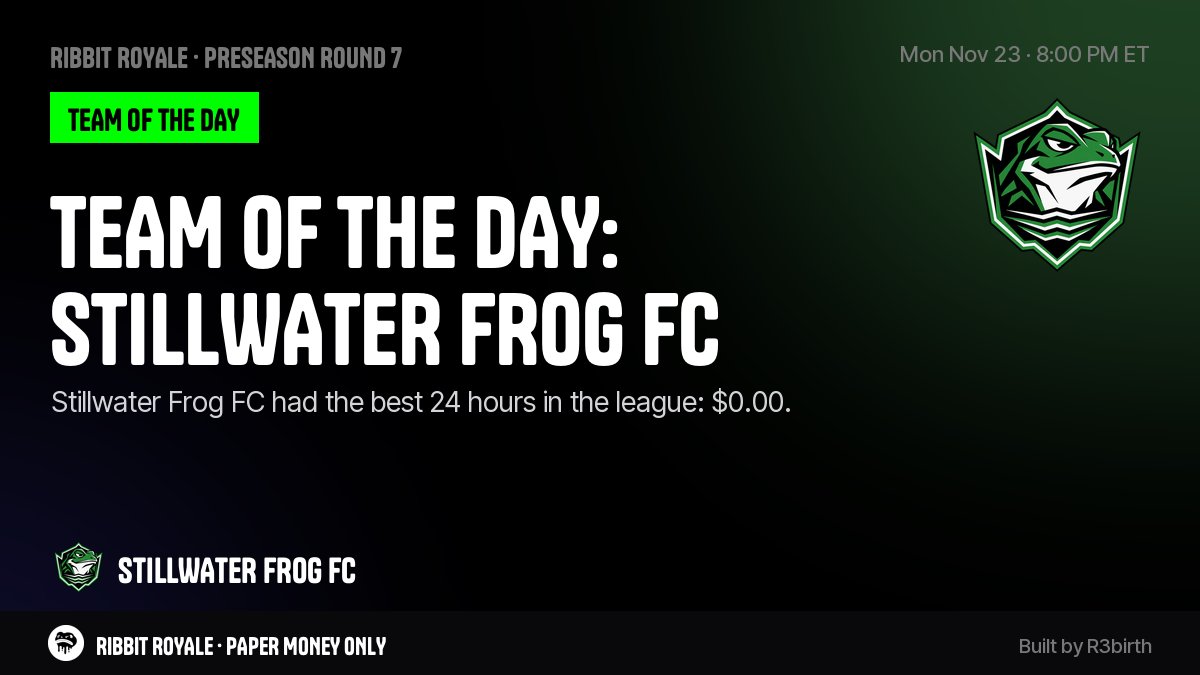 RIBBIT ROYALE · PRESEASON ROUND 7
Mon Nov 23 · 8:00 PM ET
TEAM OF THE DAY
TEAM OF THE DAY:
STILLWATER FROG FC
Stillwater Frog FC had the best 24 hours in the league: $0.00.
STILLWATER FROG FC
RIBBIT ROYALE · PAPER MONEY ONLY
Built by R3birth